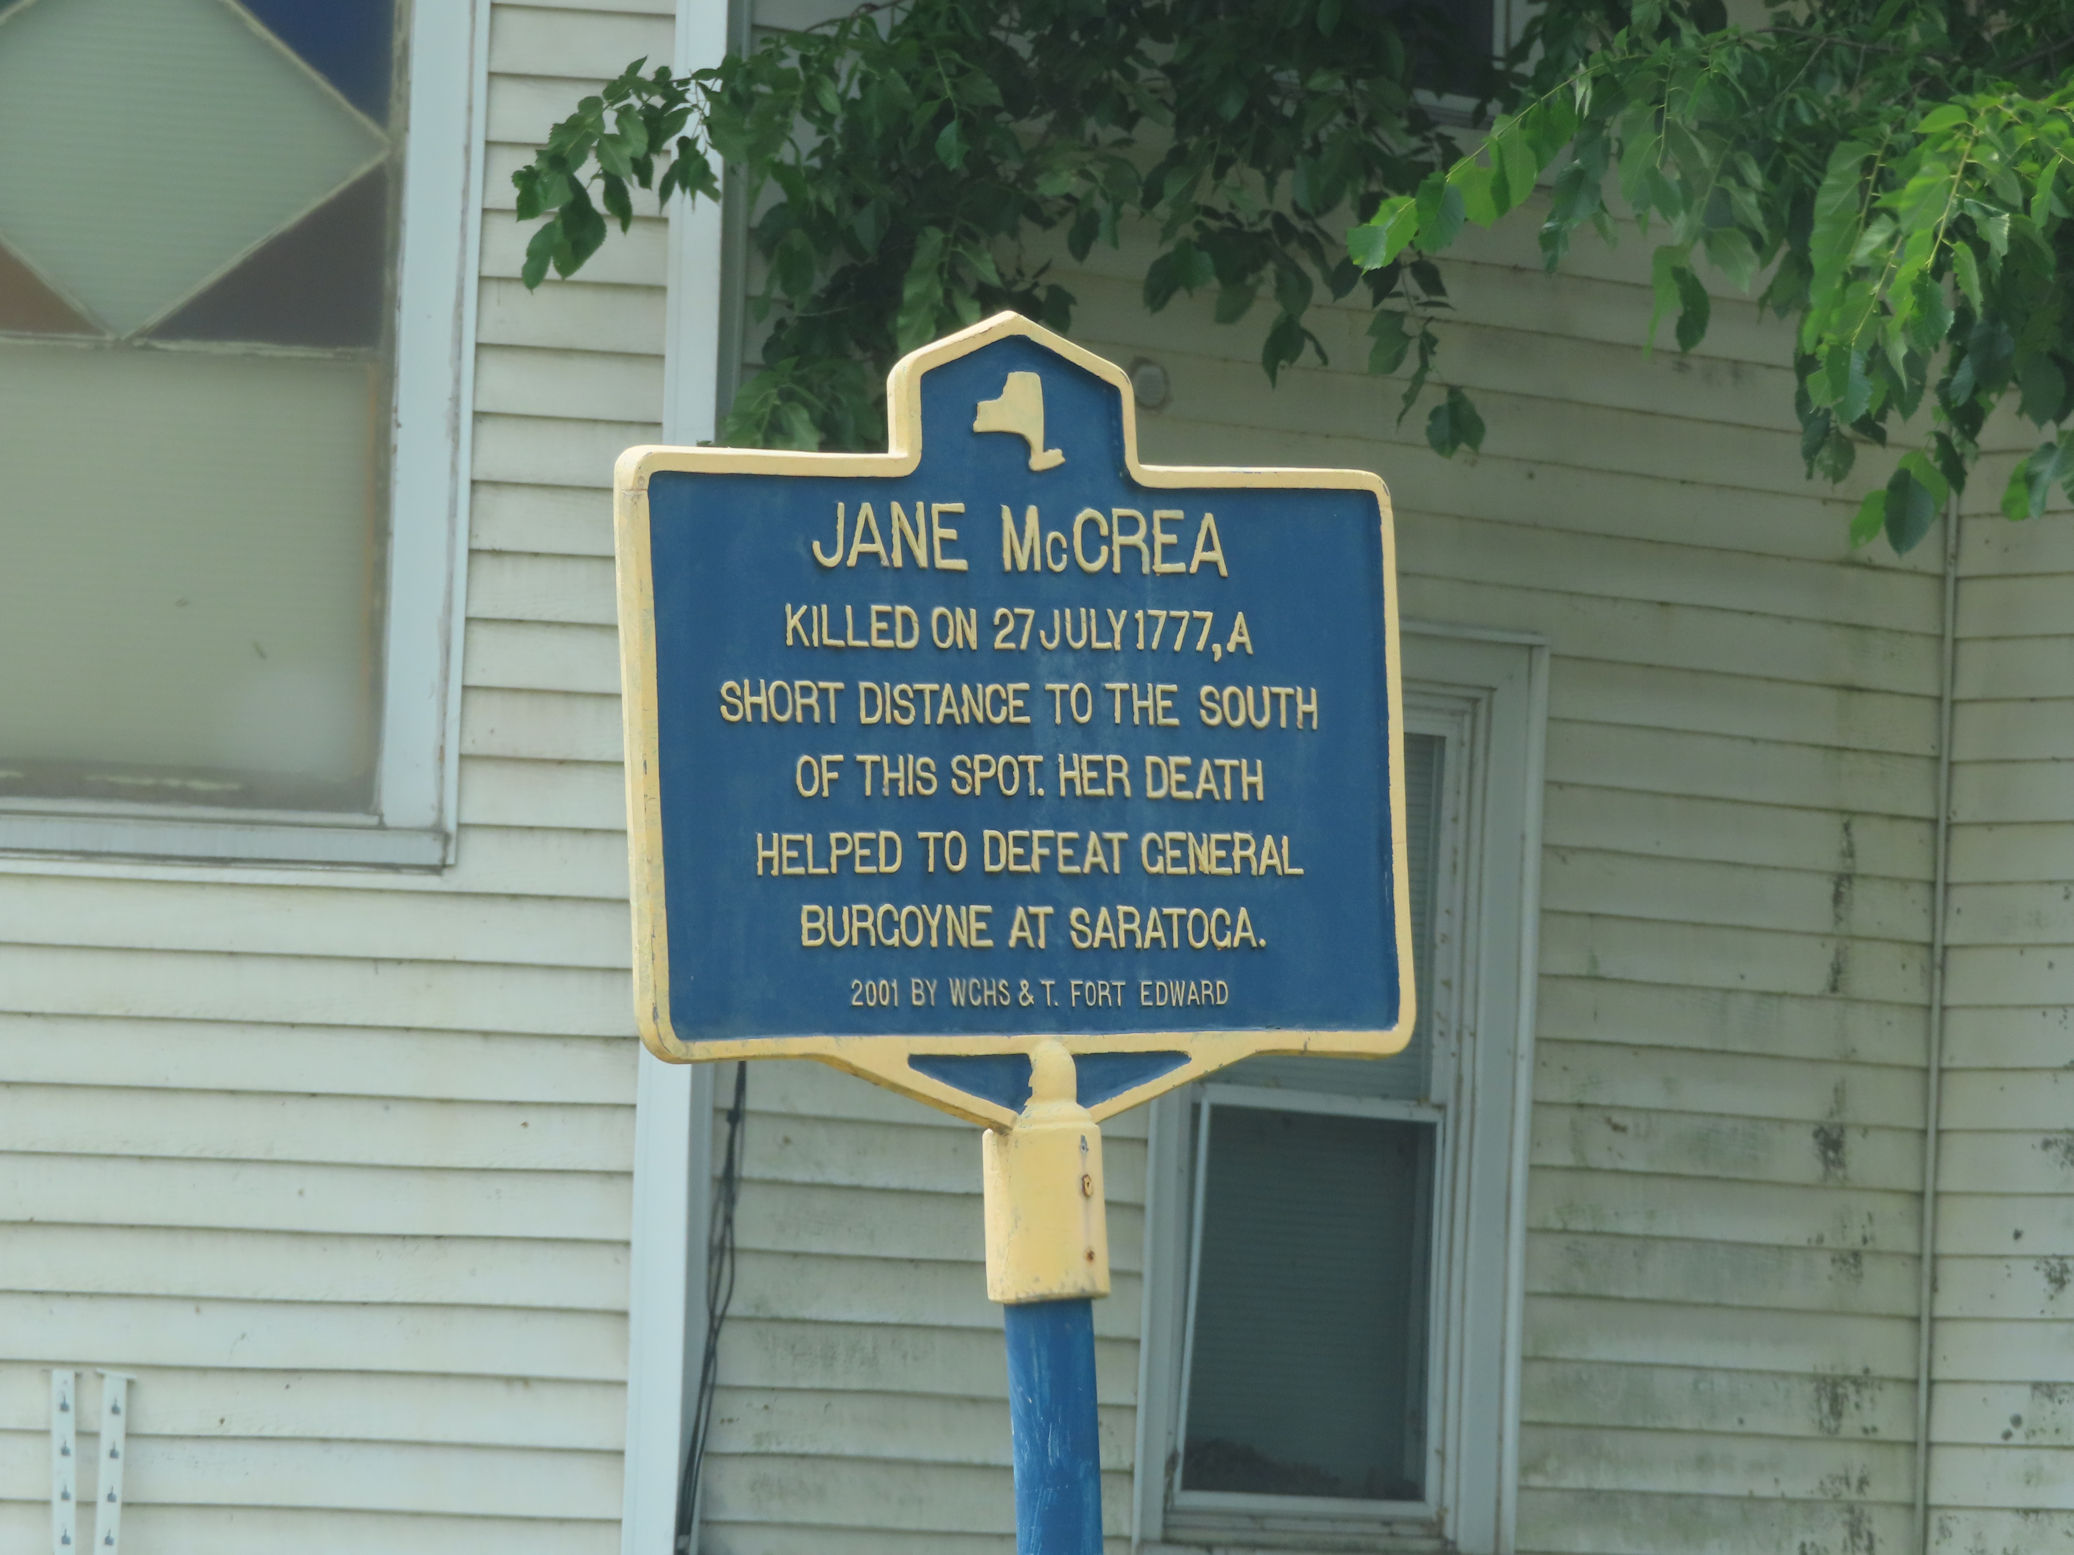 JANE McCREA
KILLED ON 27 JULY 1777, A
SHORT DISTANCE TO THE SOUTH
OF THIS SPOT. HER DEATH
HELPED TO DEFEAT GENERAL
BURGOYNE AT SARATOGA.
2001 BY WCHS & T. FORT EDWARD